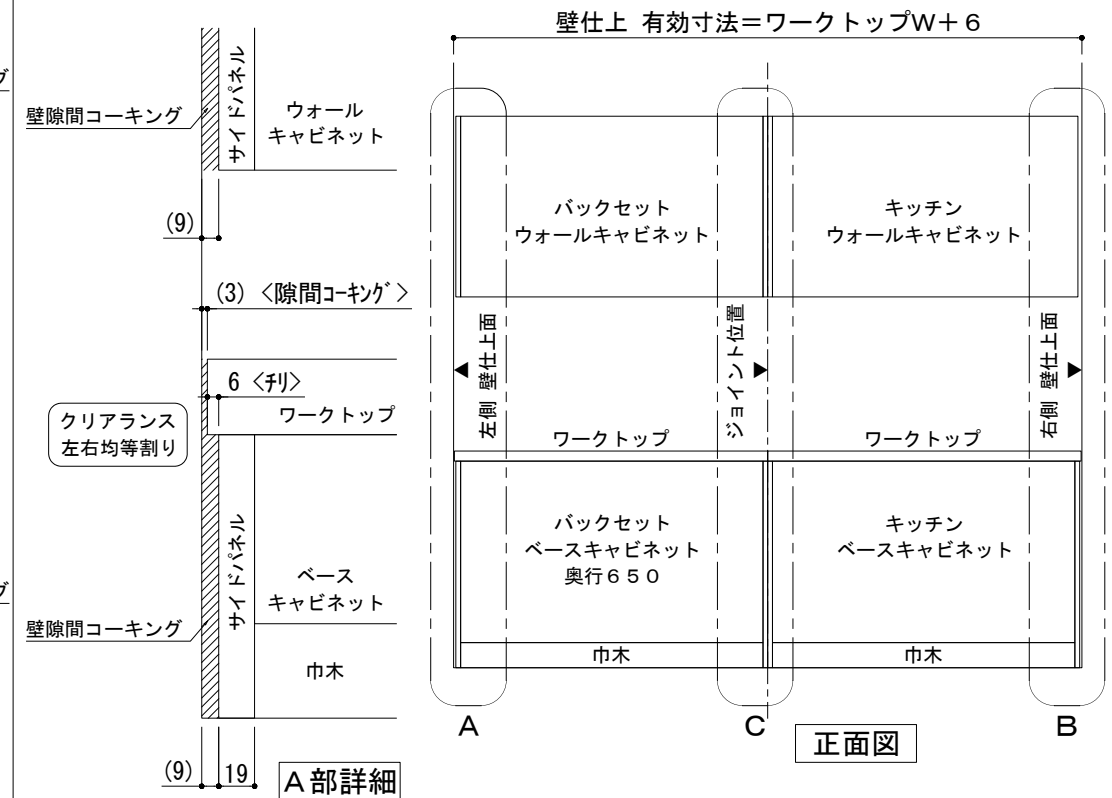 壁仕上 有効寸法=ワークトップW+6
グ
壁隙間コーキング
サイドパネル
ウォール
キャビネット
(9)
(3) <隙間コーキング>
6 <チリ>
ワークトップ
クリアランス
左右均等割り
サイドパネル
ベース
キャビネット
グ
壁隙間コーキング
巾木
(9)
19
A部詳細
バックセット
ウォールキャビネット
キッチン
ウォールキャビネット
左側 壁仕上面
ジョイント位置
右側 壁仕上面
ワークトップ
ワークトップ
バックセット
ベースキャビネット
奥行650
キッチン
ベースキャビネット
巾木
巾木
A
C
B
正面図